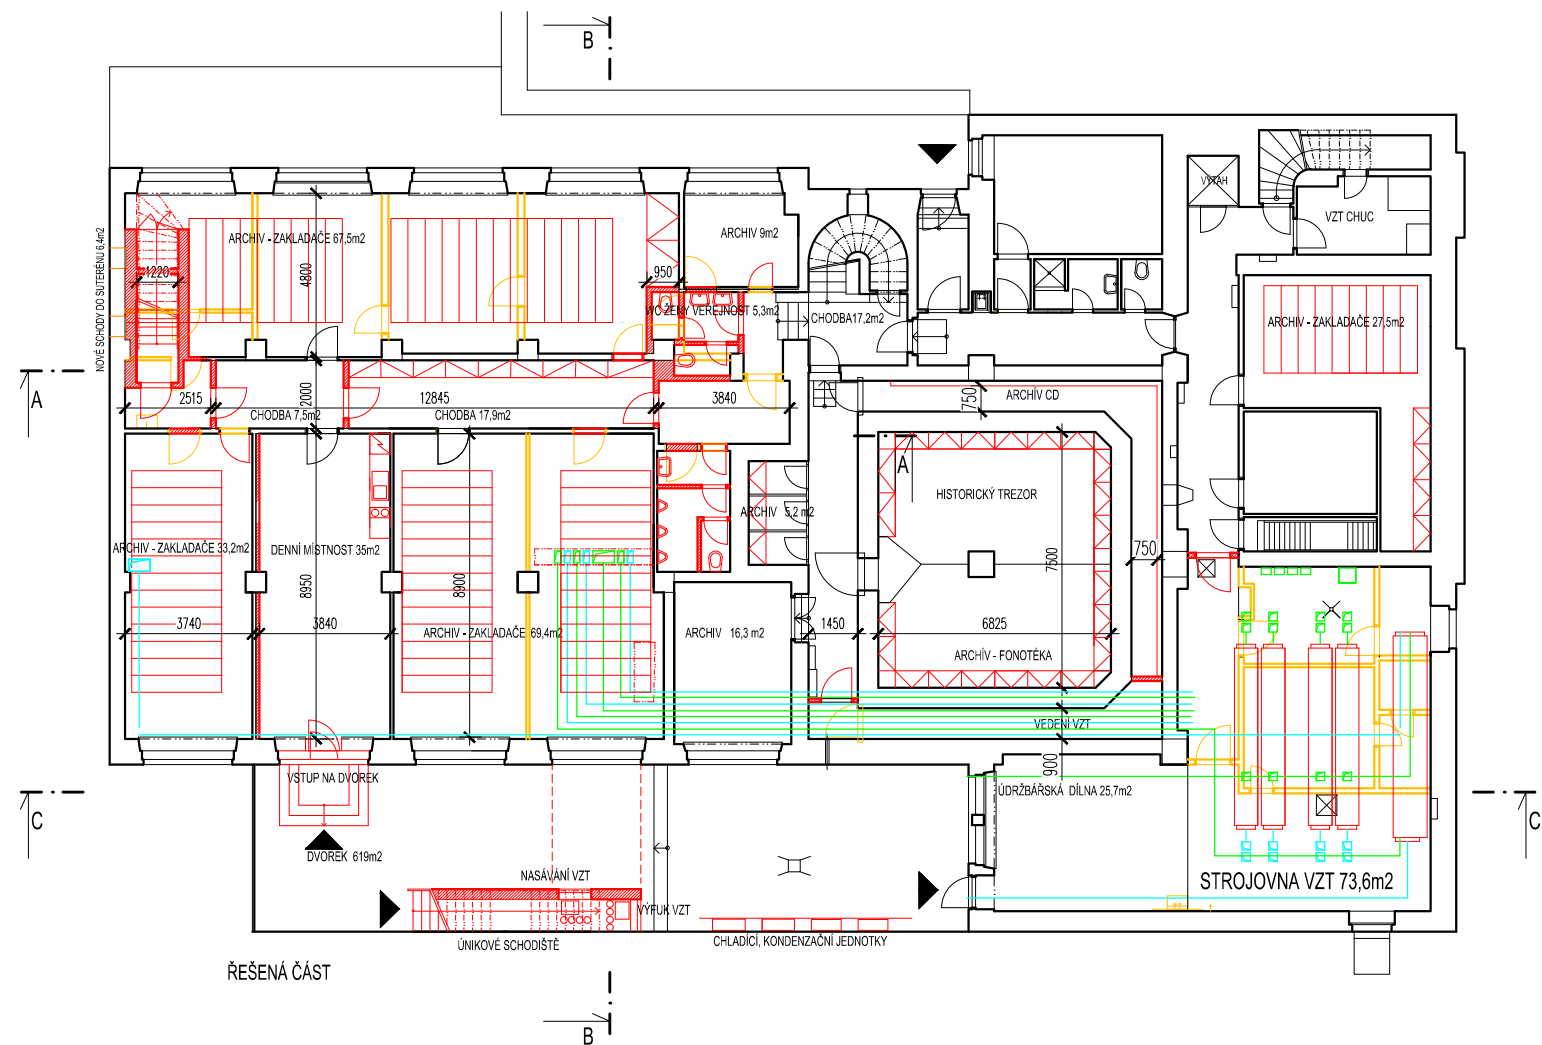 B
VÝTAH
VZT CHUC
ARCHIV - ZAKLADAČE 67,5m2
ARCHIV 9m2
NOVÉ SCHODY DO SUTERÉNU 6,4m2
1220
4800
950
WC ŽENY VEŘEJNOST 5,3m2
CHODBA17,2m2
ARCHIV - ZAKLADAČE 27,5m2
A
2515
2000
12845
3840
CHODBA 7,5m2
CHODBA 17,9m2
750
ARCHÍV CD
A
HISTORICKÝ TREZOR
ARCHIV 5,2 m2
ARCHIV - ZAKLADAČE 33,2m2
DENNÍ MÍSTNOST 35m2
8950
8900
7500
750
3740
3840
ARCHIV - ZAKLADAČE 69,4m2
ARCHIV 16,3 m2
1450
6825
ARCHÍV - FONOTÉKA
VEDENÍ VZT
900
VSTUP NA DVOREK
ÚDRŽBÁŘSKÁ DÍLNA 25,7m2
C
C
DVOREK 619m2
NASÁVÁNÍ VZT
STROJOVNA VZT 73,6m2
VÝFUK VZT
ÚNIKOVÉ SCHODIŠTĚ
CHLADÍCÍ, KONDENZAČNÍ JEDNOTKY
ŘEŠENÁ ČÁST
B